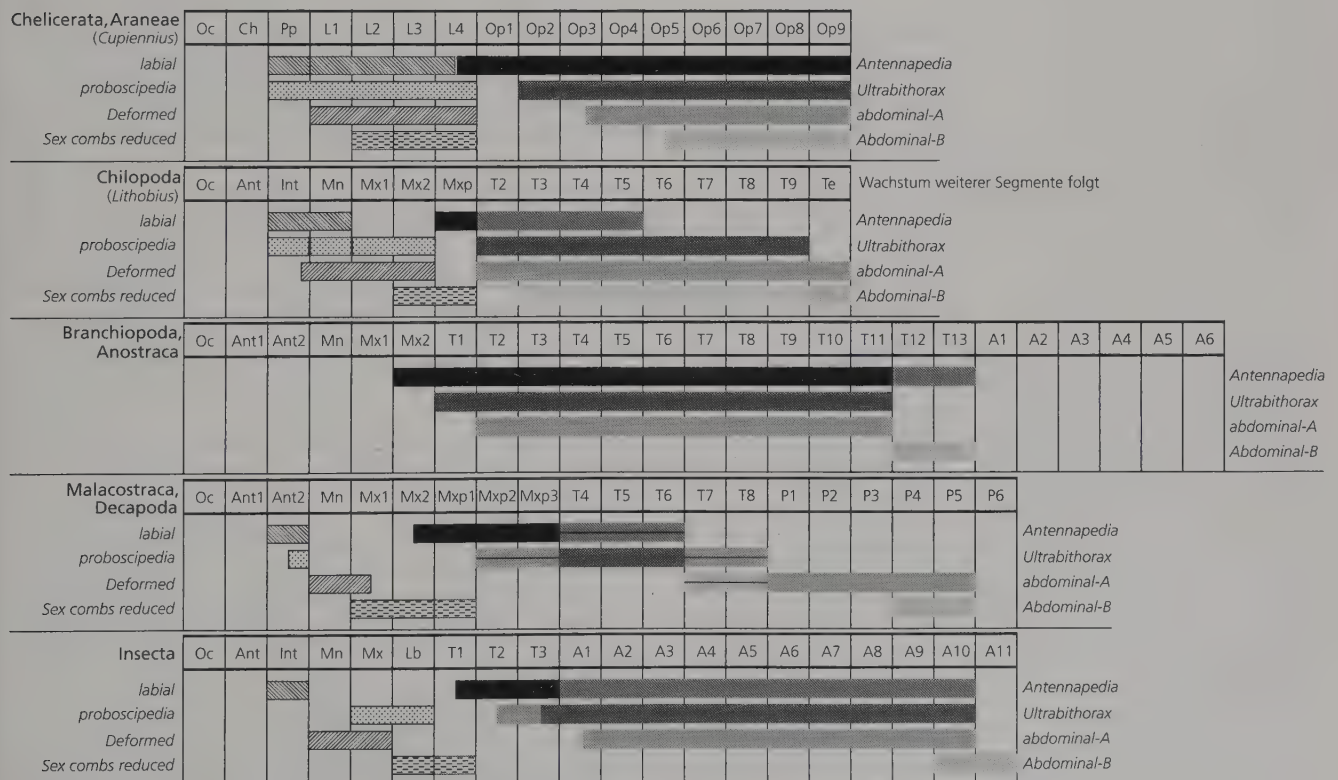 Chelicerata, Araneae Oc Ch Pp L1 L2 L3 L4 Op1 Op2 Op3 Op4 Op5 Op6 Op7 Op8 Op9
(Cupiennius)
labial Antennapedia
proboscipedia Ultrabithorax
Deformed abdominal-A
Sex combs reduced Abdominal-B
Chilopoda Oc Ant Int Mn Mx1 Mx2 Mxp T2 T3 T4 T5 T6 T7 T8 T9 Te Wachstum weiterer Segmente folgt
(Lithobius)
labial Antennapedia
proboscipedia Ultrabithorax
Deformed abdominal-A
Sex combs reduced Abdominal-B
Branchiopoda, Oc Ant1 Ant2 Mn Mx1 Mx2 T1 T2 T3 T4 T5 T6 T7 T8 T9 T10 T11 T12 T13 A1 A2 A3 A4 A5 A6
Anostraca
Antennapedia
Ultrabithorax
abdominal-A
Abdominal-B
Malacostraca, Oc Ant1 Ant2 Mn Mx1 Mx2 Mxp1 Mxp2 Mxp3 T4 T5 T6 T7 T8 P1 P2 P3 P4 P5 P6
Decapoda
labial Antennapedia
proboscipedia Ultrabithorax
Deformed abdominal-A
Sex combs reduced Abdominal-B
Insecta Oc Ant Int Mn Mx Lb T1 T2 T3 A1 A2 A3 A4 A5 A6 A7 A8 A9 A10 A11
labial Antennapedia
proboscipedia Ultrabithorax
Deformed abdominal-A
Sex combs reduced Abdominal-B